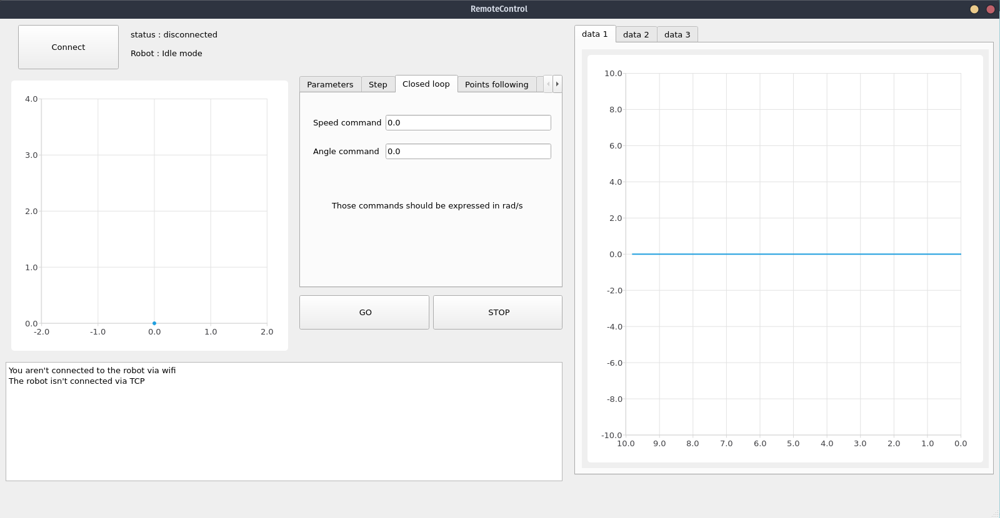 RemoteControl
Connect
status : disconnected
Robot : Idle mode
4.0
3.0
2.0
1.0
0.0
-2.0 -1.0 0.0 1.0 2.0
Parameters Step Closed loop Points following
Speed command 0.0
Angle command 0.0
Those commands should be expressed in rad/s
GO STOP
You aren't connected to the robot via wifi
The robot isn't connected via TCP
data 1 data 2 data 3
10.0
8.0
6.0
4.0
2.0
0.0
-2.0
-4.0
-6.0
-8.0
-10.0
10.0 9.0 8.0 7.0 6.0 5.0 4.0 3.0 2.0 1.0 0.0